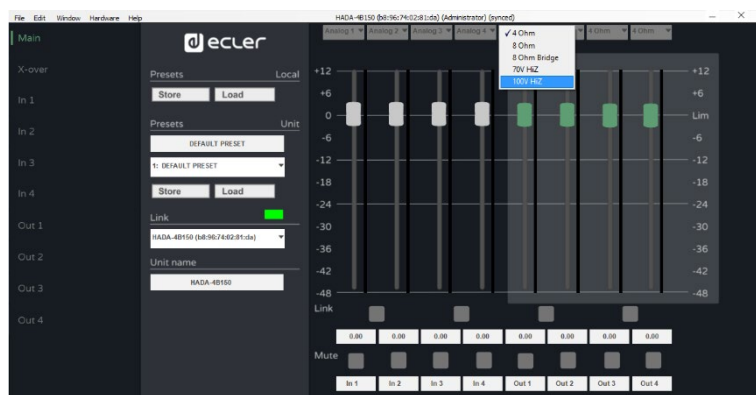 File Edit Window Hardware Help
HADA-4B150 (b8:96:74:02:81:da) (Administrator) (synced)
Main
X-over
In 1
In 2
In 3
In 4
Out 1
Out 2
Out 3
Out 4
ecler
Presets Local
Store Load
Presets Unit
DEFAULT PRESET
1: DEFAULT PRESET
Store Load
Link
HADA-4B150 (b8:96:74:02:81:da)
Unit name
HADA-4B150
Analog 1 Analog 2 Analog 3 Analog 4 4 Ohm 4 Ohm
4 Ohm
8 Ohm
8 Ohm Bridge
70V HiZ
100V HiZ
+12 +12
+6 +6
0 Lim
-6 -6
-12 -12
-18 -18
-24 -24
-30 -30
-36 -36
-42 -42
-48 -48
Link
0.00 0.00 0.00 0.00 0.00 0.00 0.00 0.00
Mute
In 1 In 2 In 3 In 4 Out 1 Out 2 Out 3 Out 4